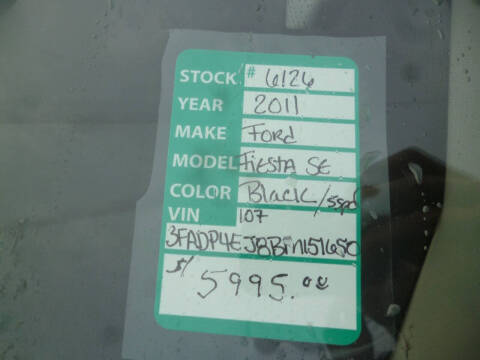 STOCK # 6126
YEAR 2011
MAKE Ford
MODEL FIESTA SE
COLOR Black/5spd
VIN 107
$ 5995.00